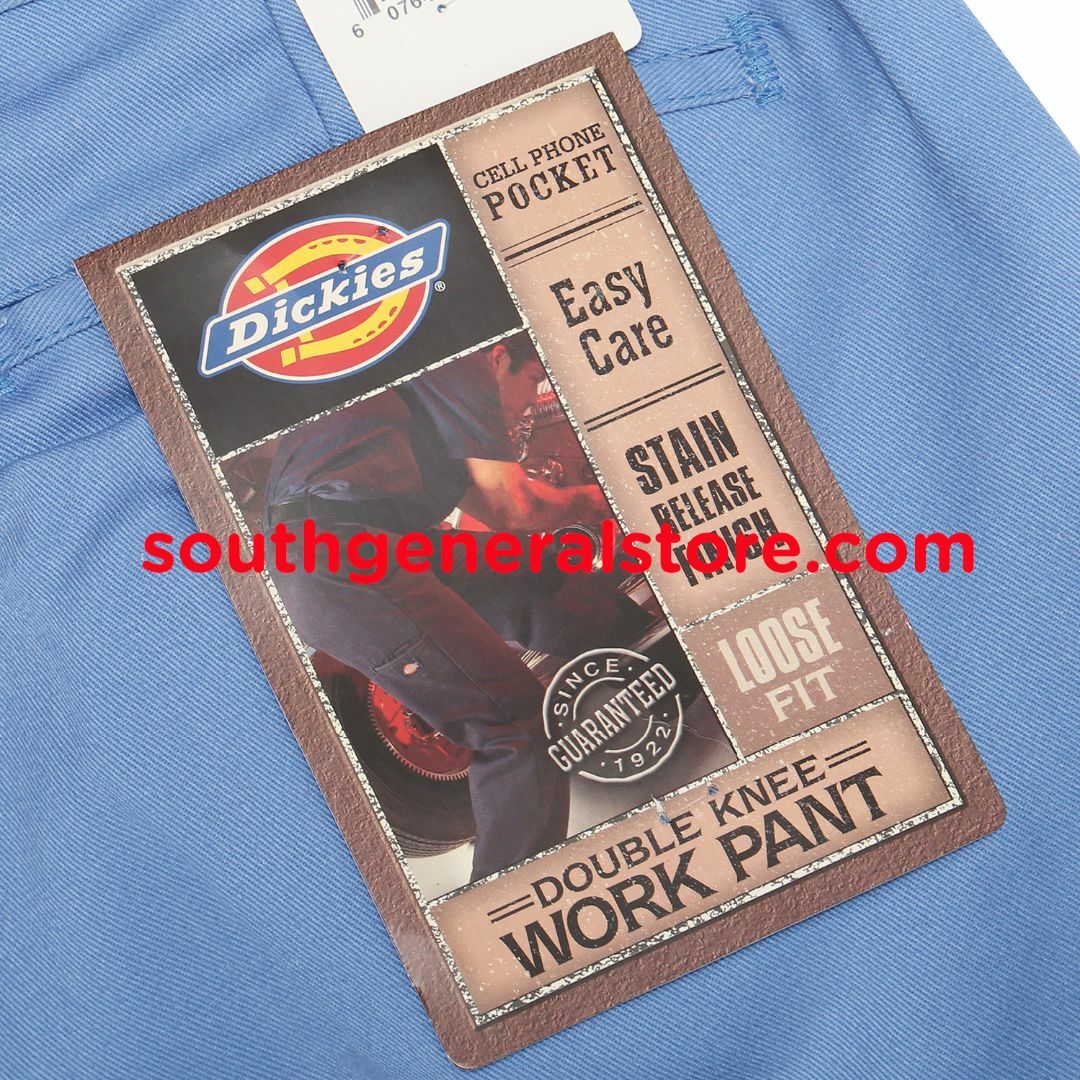 6
076
CELL PHONE
POCKET
Dickies®
Easy
Care
STAIN
RELEASE
FINISH
southgeneralstore.com
LOOSE
FIT
·SINCE·
GUARANTEED
·1922·
DOUBLE KNEE
WORK PANT